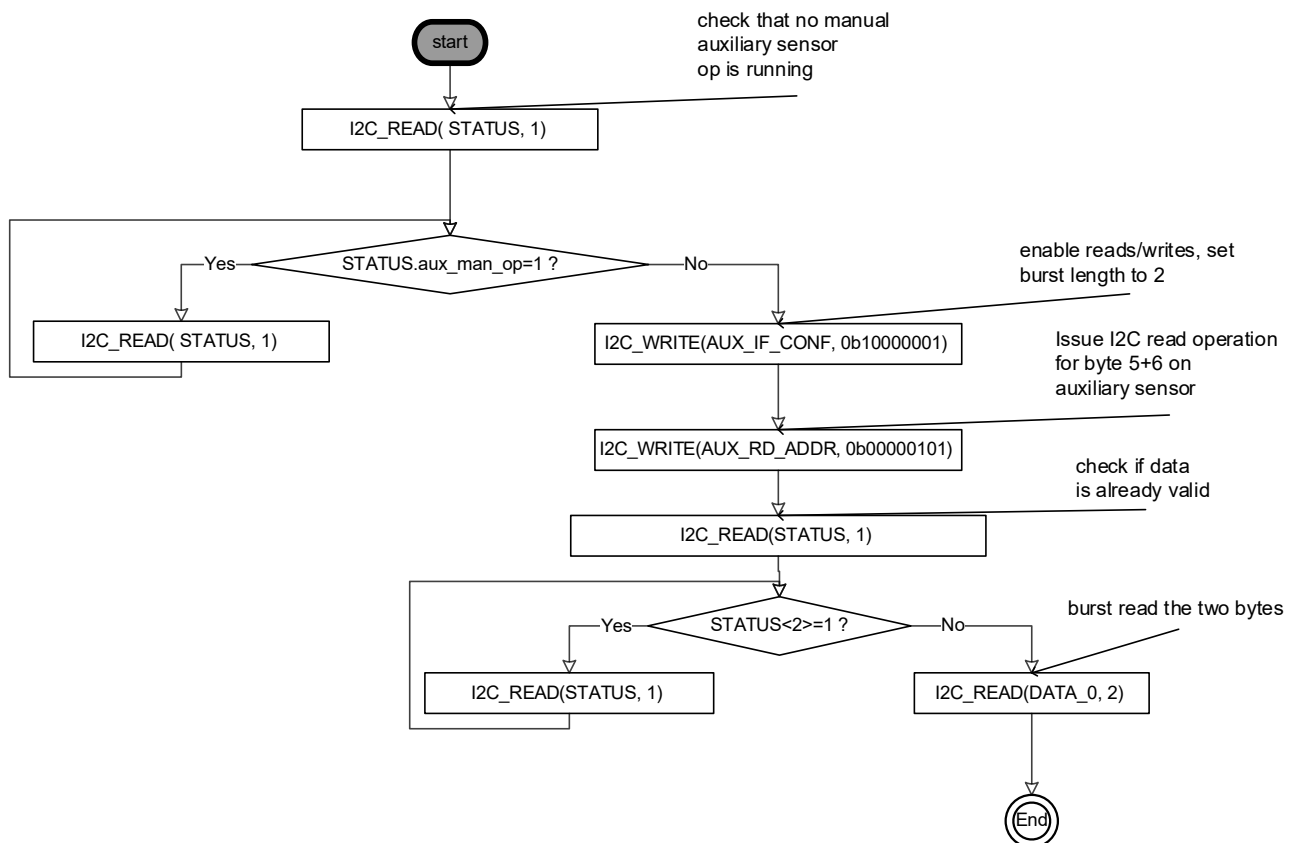 start
check that no manual
auxiliary sensor
op is running
I2C_READ( STATUS, 1)
STATUS.aux_man_op=1 ?
Yes
No
I2C_READ( STATUS, 1)
enable reads/writes, set
burst length to 2
I2C_WRITE(AUX_IF_CONF, 0b10000001)
Issue I2C read operation
for byte 5+6 on
auxiliary sensor
I2C_WRITE(AUX_RD_ADDR, 0b00000101)
check if data
is already valid
I2C_READ(STATUS, 1)
STATUS<2>=1 ?
Yes
No
I2C_READ(STATUS, 1)
burst read the two bytes
I2C_READ(DATA_0, 2)
End